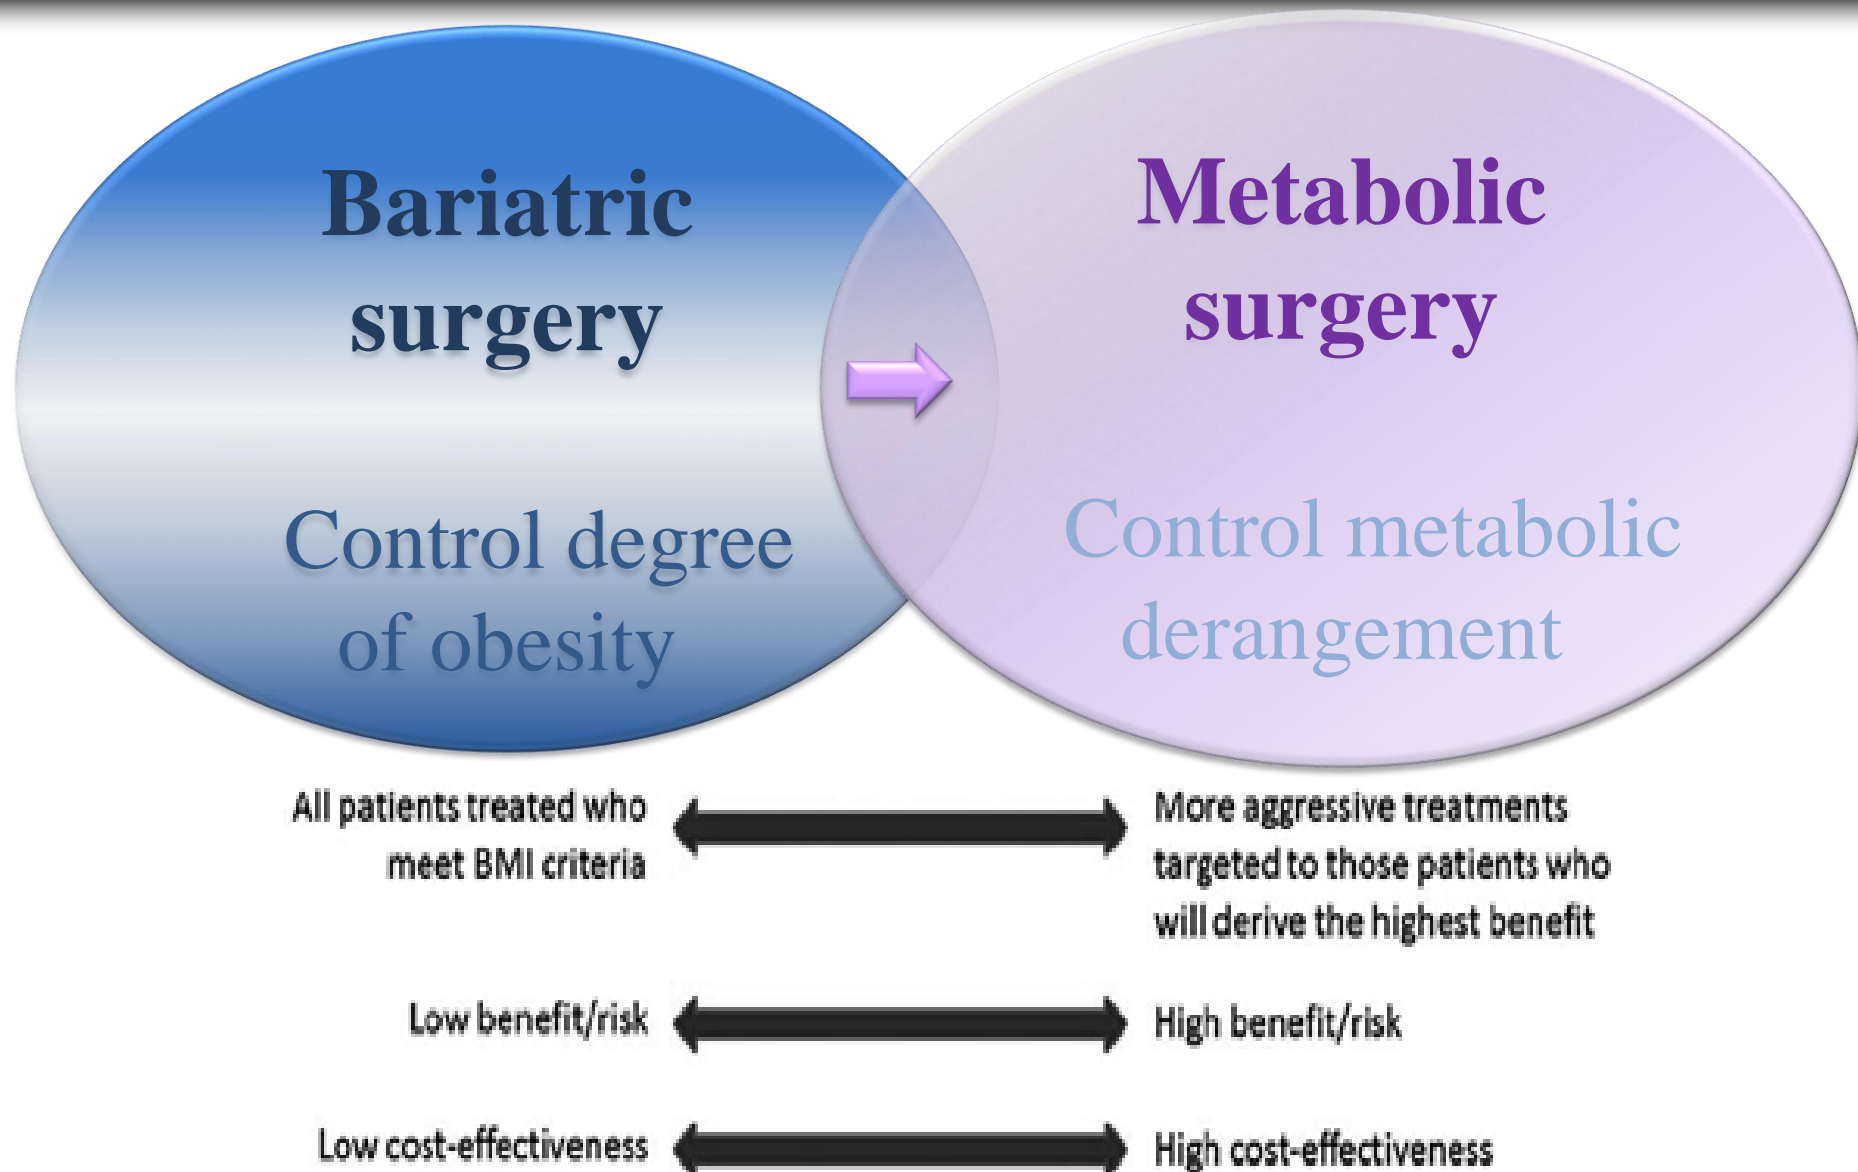 Bariatric
surgery
Control degree
of obesity
Metabolic
surgery
Control metabolic
derangement
All patients treated who
meet BMI criteria
More aggressive treatments
targeted to those patients who
will derive the highest benefit
Low benefit/risk
High benefit/risk
Low cost-effectiveness
High cost-effectiveness